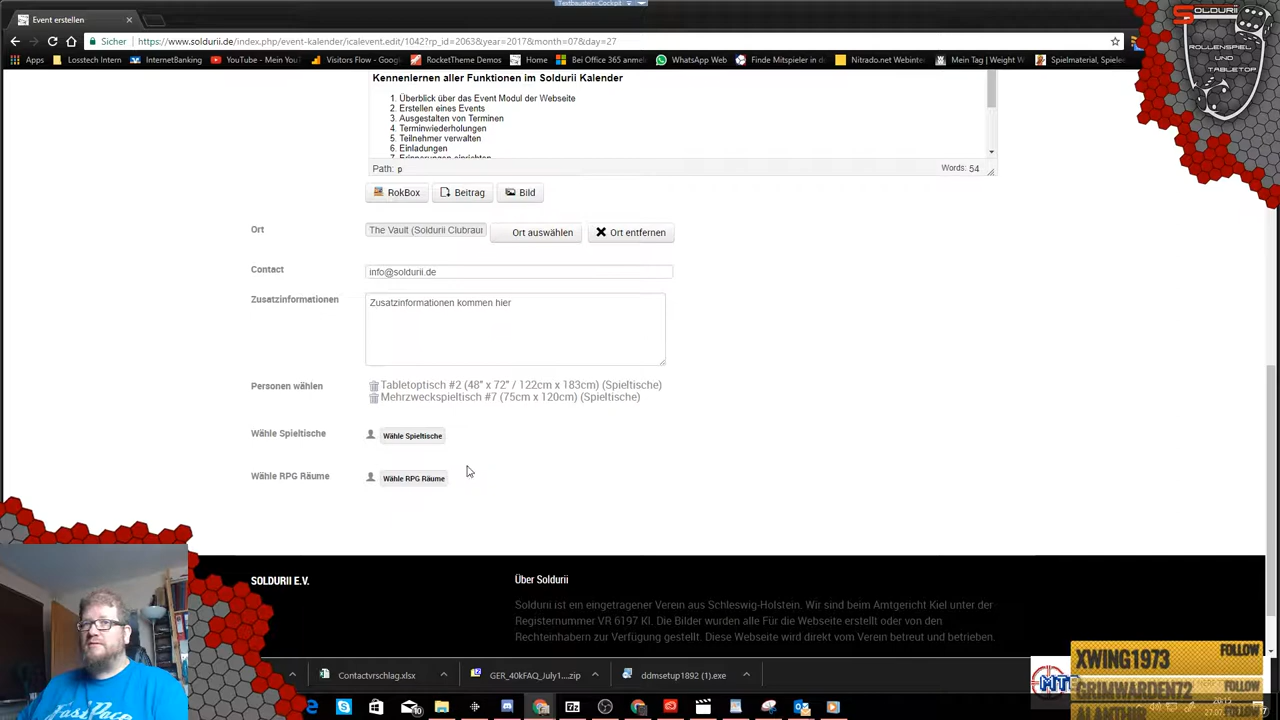 Textbaustein-Cockpit
Event erstellen
Sicher
https://www.soldurii.de/index.php/event-kalender/icalevent.edit/1042?rp_id=2063&year=2017&month=07&day=27
Apps
Losstech Intern
InternetBanking
YouTube - Mein You
Visitors Flow - Googl
RocketTheme Demos
Home
Bei Office 365 anme
WhatsApp Web
Finde Mitspieler in d
Nitrado.net Webinte
Mein Tag | Weight W
Spielmaterial, Spiele
SOLDURII
ROLLENSPIEL
UND
TABLETOP
Kennenlernen aller Funktionen im Soldurii Kalender
1. Überblick über das Event Modul der Webseite
2. Erstellen eines Events
3. Ausgestalten von Terminen
4. Terminwiederholungen
5. Teilnehmer verwalten
6. Einladungen
7. Erinnerungen einrichten
Path: p
Words: 54
RokBox
Beitrag
Bild
Ort
The Vault (Soldurii Clubraur
Ort auswählen
Ort entfernen
Contact
info@soldurii.de
Zusatzinformationen
Zusatzinformationen kommen hier
Personen wählen
Tabletoptisch #2 (48" x 72" / 122cm x 183cm) (Spieltische)
Mehrzweckspieltisch #7 (75cm x 120cm) (Spieltische)
Wähle Spieltische
Wähle Spieltische
Wähle RPG Räume
Wähle RPG Räume
SOLDURII E.V.
Über Soldurii
Soldurii ist ein eingetragener Verein aus Schleswig-Holstein. Wir sind beim Amtgericht Kiel unter der
Registernummer VR 6197 KI. Die Bilder wurden alle Für die Webseite erstellt oder von den
Rechteinhabern zur Verfügung gestellt. Diese Webseite wird direkt vom Verein betreut und betrieben.
XWING1973
FOLLOW
GRIMWARDEN72
FOLLOW
Contactvrschlag.xlsx
GER_40kFAQ_July1....zip
ddmsetup1892 (1).exe